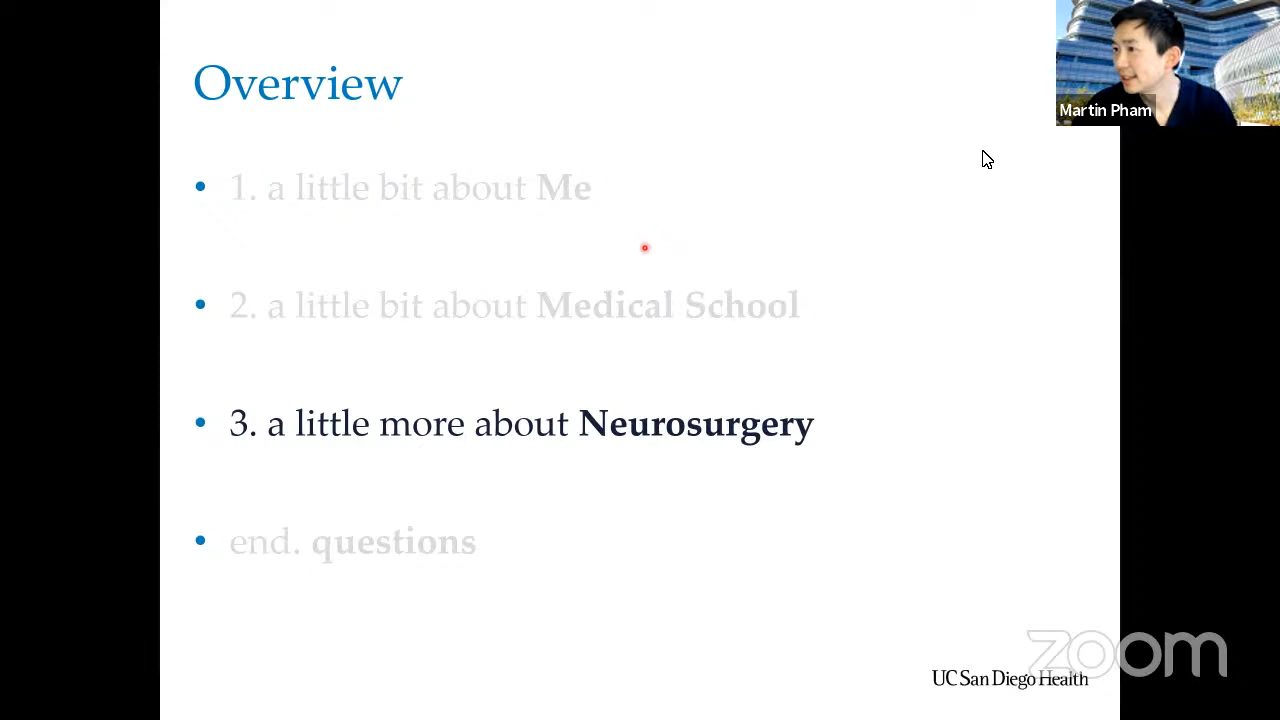 Overview
Martin Pham
• 1. a little bit about Me
• 2. a little bit about Medical School
• 3. a little more about Neurosurgery
• end. questions
zoom
UC San Diego Health